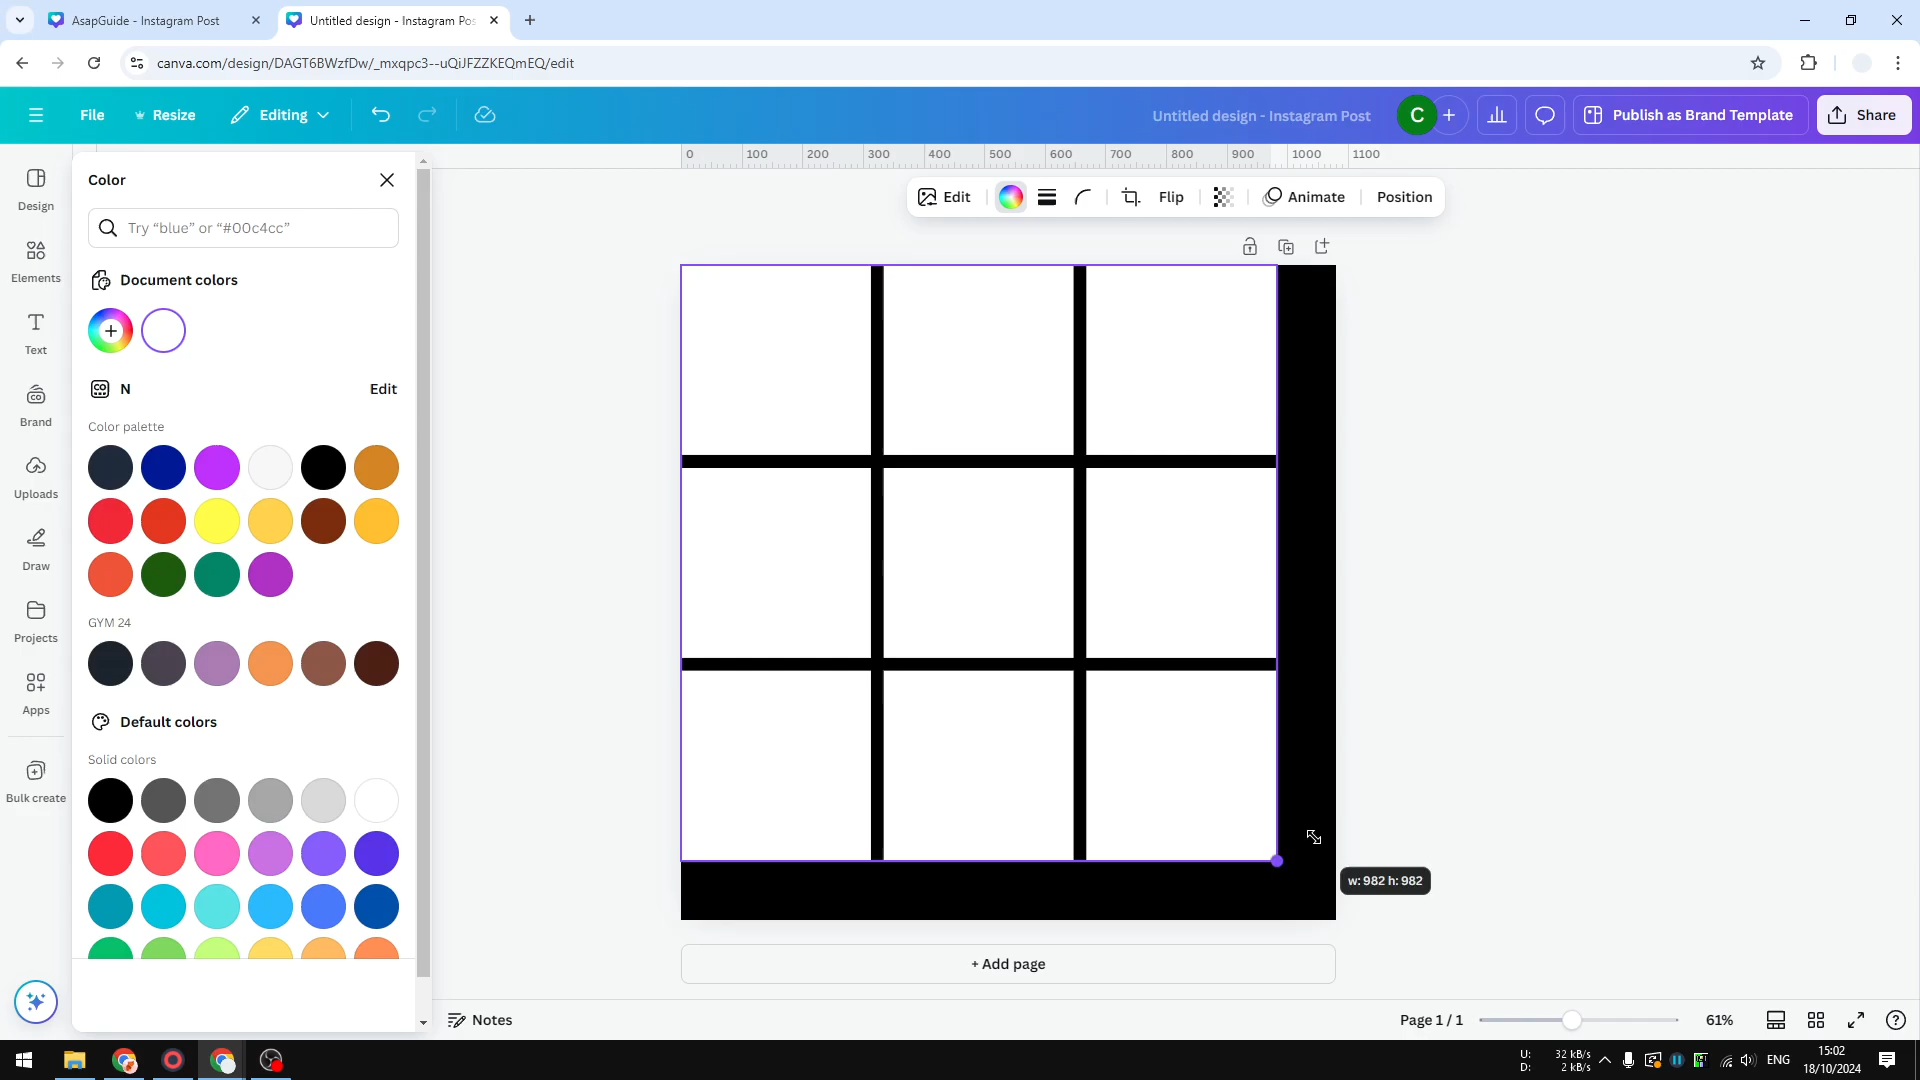 AsapGuide - Instagram Post
Untitled design - Instagram Pos
canva.com/design/DAGT6BWzfDw/_mxqpc3--uQiJFZZKEQmEQ/edit
File
Resize
Editing
Untitled design - Instagram Post
C
Publish as Brand Template
Share
0 100 200 300 400 500 600 700 800 900 1000 1100
Design
Elements
Text
Brand
Uploads
Draw
Projects
Apps
Bulk create
Color
Try “blue” or “#00c4cc”
Document colors
N
Edit
Color palette
GYM 24
Default colors
Solid colors
Edit
Flip
Animate
Position
w: 982 h: 982
+ Add page
Notes
Page 1 / 1
61%
U: 32 kB/s
D: 2 kB/s
ENG
15:02
18/10/2024